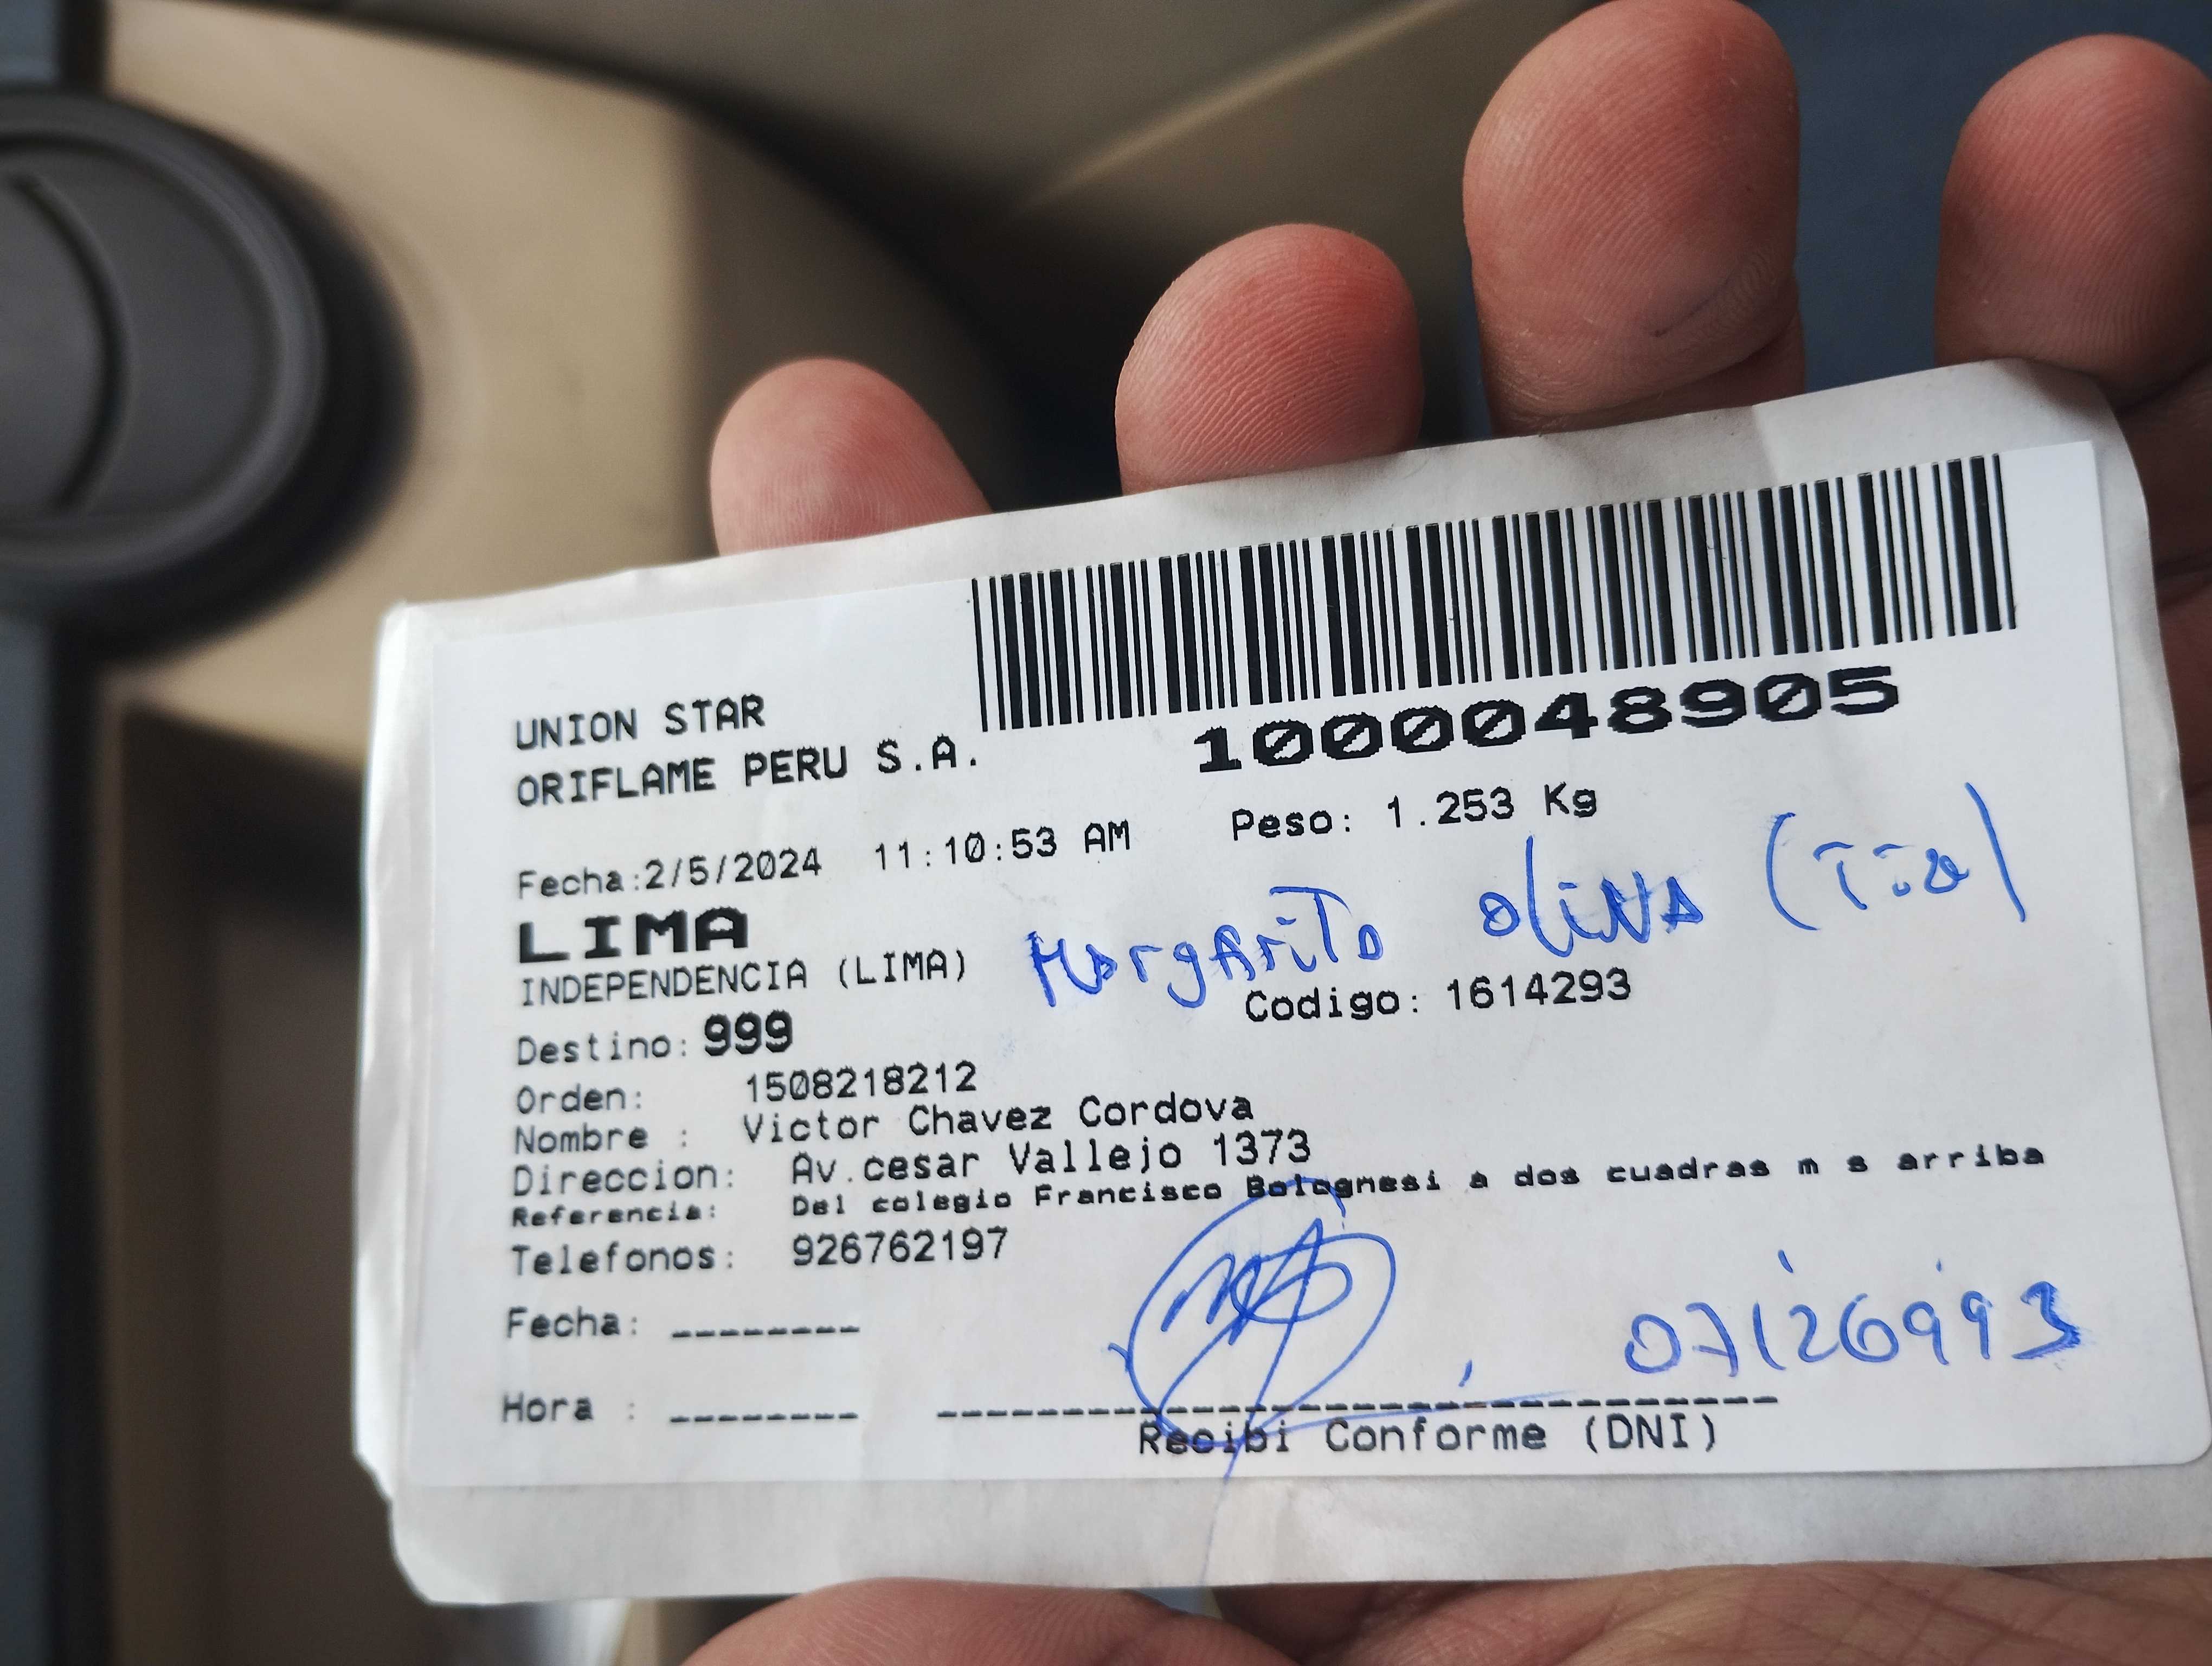 UNION STAR
ORIFLAME PERU S.A.
1000048905
Fecha:2/5/2024 11:10:53 AM Peso: 1.253 Kg
LIMA
INDEPENDENCIA (LIMA)
Margarita Oliva (Tia)
Codigo: 1614293
Destino: 999
Orden: 1508218212
Nombre : Victor Chavez Cordova
Direccion: Av.cesar Vallejo 1373
Referencia: Del colegio Francisco Bolognesi a dos cuadras m s arriba
Telefonos: 926762197
Fecha: --------
07126993
Hora : --------
Recibi Conforme (DNI)